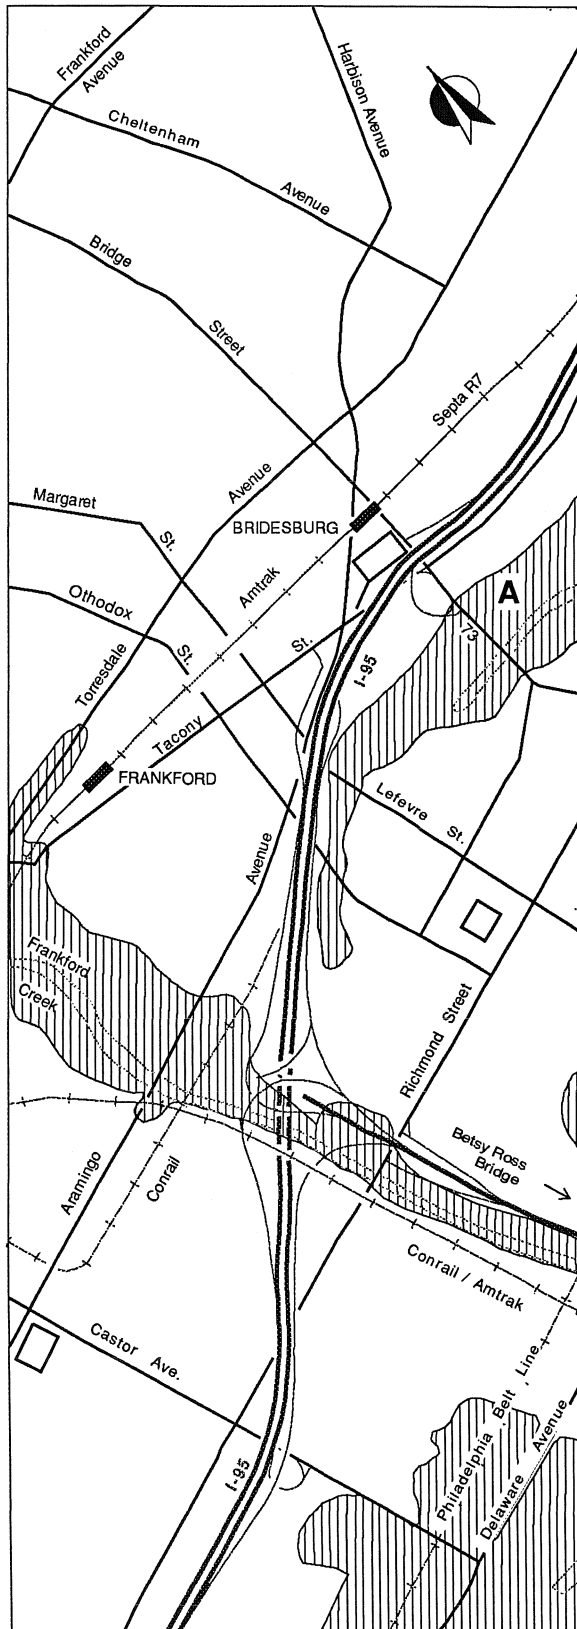 Frankford
Avenue
Harbison Avenue
Cheltenham
Avenue
Bridge
Street
Septa R7
Avenue
Margaret
St.
BRIDESBURG
Amtrak
A
Othodox
St.
73
St.
I-95
Torresdale
Tacony
FRANKFORD
Lefevre
St.
Avenue
Frankford
Creek
Richmond Street
Betsy Ross
Bridge
Aramingo
Conrail
Conrail / Amtrak
Castor Ave.
Philadelphia Belt Line
Delaware Avenue
I-95